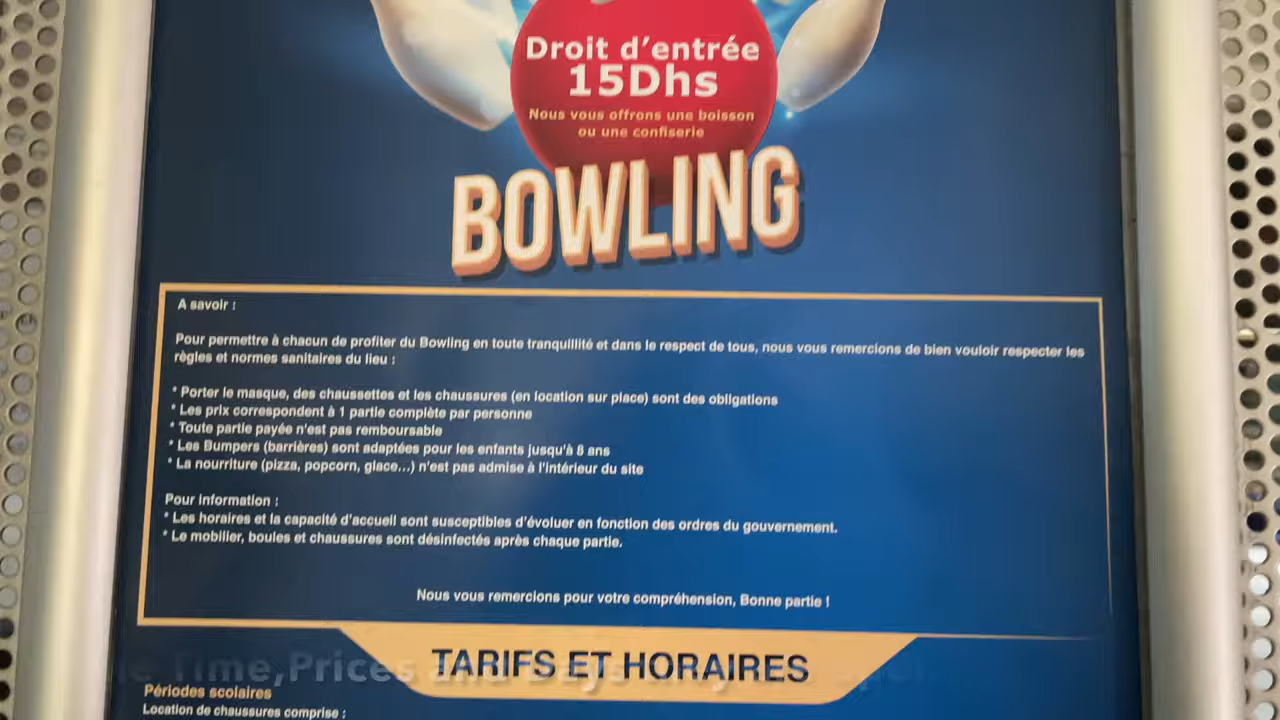 Droit d'entrée
15Dhs
Nous vous offrons une boisson
ou une confiserie
BOWLING
A savoir :
Pour permettre à chacun de profiter du Bowling en toute tranquillité et dans le respect de tous, nous vous remercions de bien vouloir respecter les
règles et normes sanitaires du lieu :
* Porter le masque, des chaussettes et les chaussures (en location sur place) sont des obligations
* Les prix correspondent à 1 partie complète par personne
* Toute partie payée n'est pas remboursable
* Les Bumpers (barrières) sont adaptées pour les enfants jusqu'à 8 ans
* La nourriture (pizza, popcorn, glace...) n'est pas admise à l'intérieur du site
Pour information :
* Les horaires et la capacité d'accueil sont susceptibles d'évoluer en fonction des ordres du gouvernement.
* Le mobilier, boules et chaussures sont désinfectés après chaque partie.
Nous vous remercions pour votre compréhension, Bonne partie !
TARIFS ET HORAIRES
Time,Prices and Days
Périodes scolaires
Location de chaussures comprise :